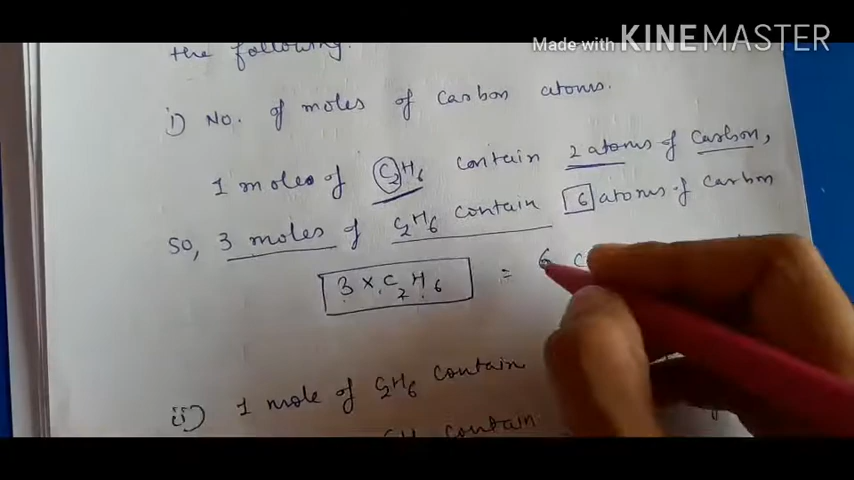 Made with KINEMASTER
the following.
i) No. of moles of carbon atoms.
1 moles of C2H6 contain 2 atoms of carbon,
SO, 3 moles of C2H6 contain 6 atoms of carbon
3 x C2H6 = 6
ii) 1 mole of C2H6 contain
contain